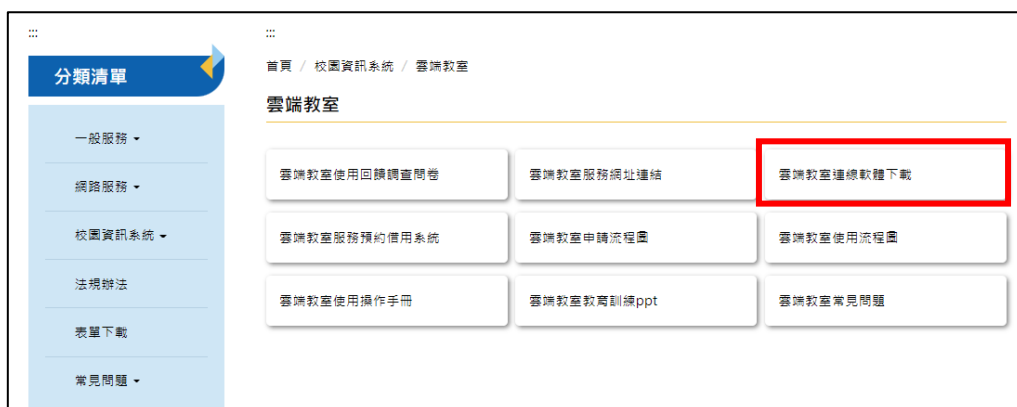 :::
分類清單
一般服務
網路服務
校園資訊系統
法規辦法
表單下載
常見問題
:::
首頁 / 校園資訊系統 / 雲端教室
雲端教室
雲端教室使用回饋調查問卷
雲端教室服務網址連結
雲端教室連線軟體下載
雲端教室服務預約借用系統
雲端教室申請流程圖
雲端教室使用流程圖
雲端教室使用操作手冊
雲端教室教育訓練ppt
雲端教室常見問題